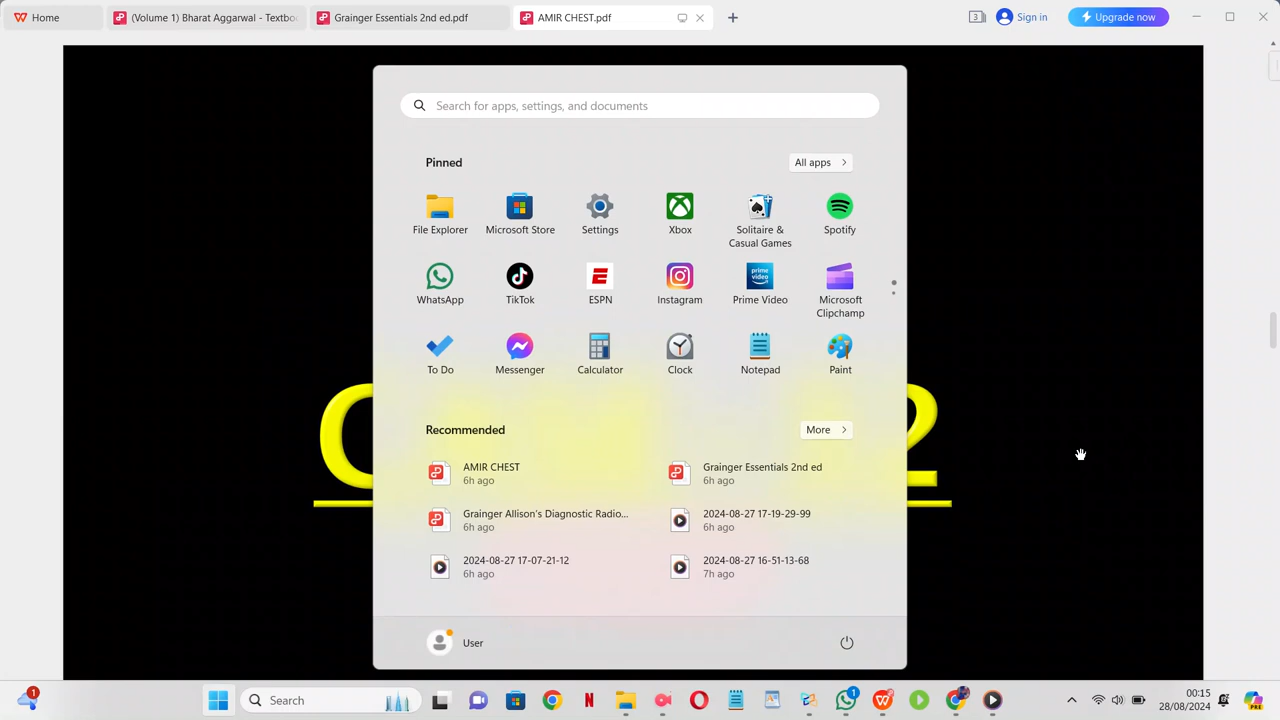 Home
(Volume 1) Bharat Aggarwal - Textbo
Grainger Essentials 2nd ed.pdf
AMIR CHEST.pdf
3
Sign in
Upgrade now
Search for apps, settings, and documents
Pinned
All apps
File Explorer
Microsoft Store
Settings
Xbox
Solitaire &
Casual Games
Spotify
WhatsApp
TikTok
ESPN
Instagram
Prime Video
Microsoft
Clipchamp
To Do
Messenger
Calculator
Clock
Notepad
Paint
Recommended
More
AMIR CHEST
6h ago
Grainger Essentials 2nd ed
6h ago
Grainger Allison's Diagnostic Radio...
6h ago
2024-08-27 17-19-29-99
6h ago
2024-08-27 17-07-21-12
6h ago
2024-08-27 16-51-13-68
7h ago
User
1
Search
1
00:15
28/08/2024
PRE